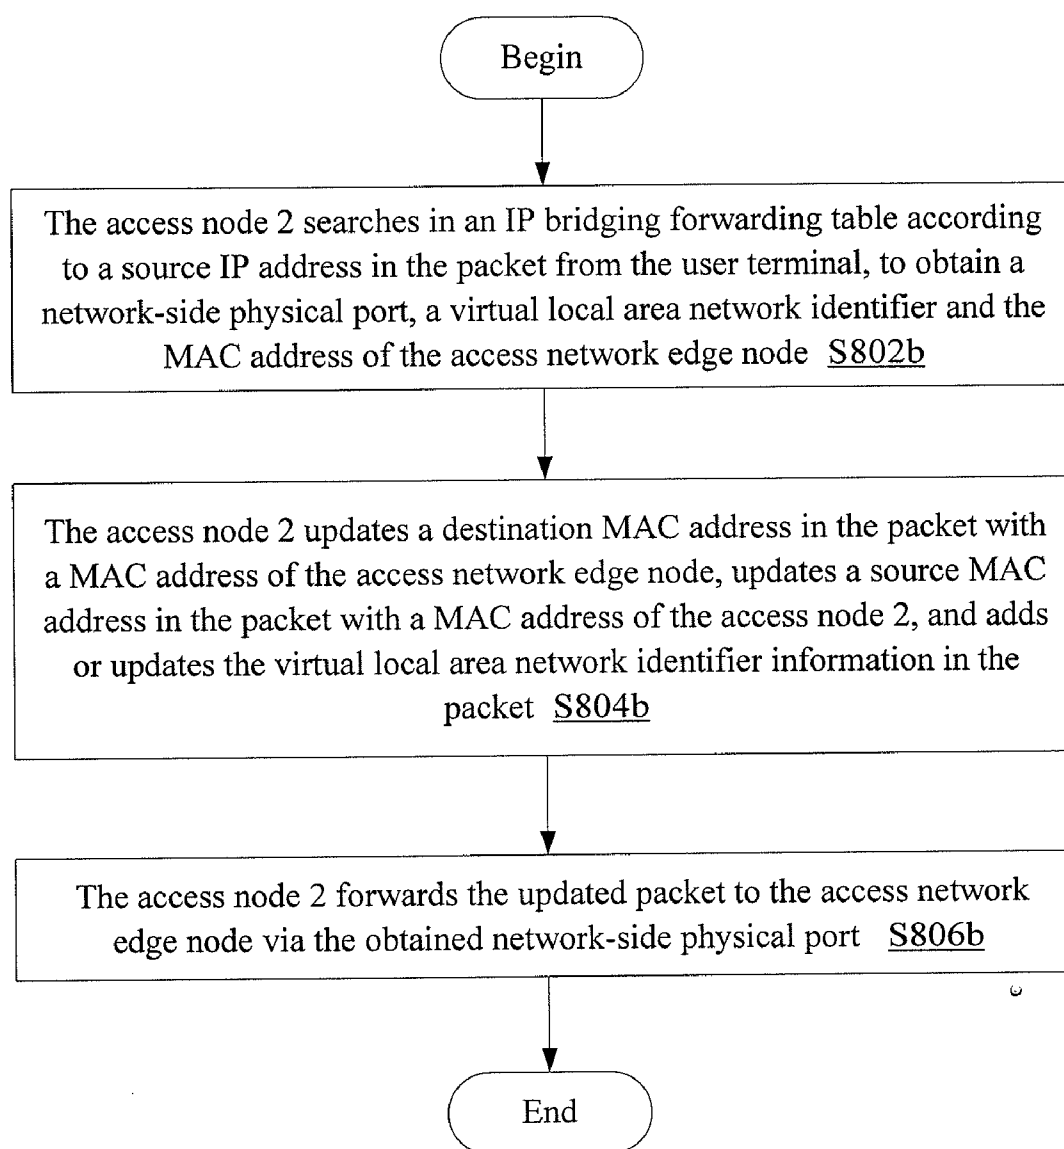 Begin
The access node 2 searches in an IP bridging forwarding table according
to a source IP address in the packet from the user terminal, to obtain a
network-side physical port, a virtual local area network identifier and the
MAC address of the access network edge node S802b
The access node 2 updates a destination MAC address in the packet with
a MAC address of the access network edge node, updates a source MAC
address in the packet with a MAC address of the access node 2, and adds
or updates the virtual local area network identifier information in the
packet S804b
The access node 2 forwards the updated packet to the access network
edge node via the obtained network-side physical port S806b
End